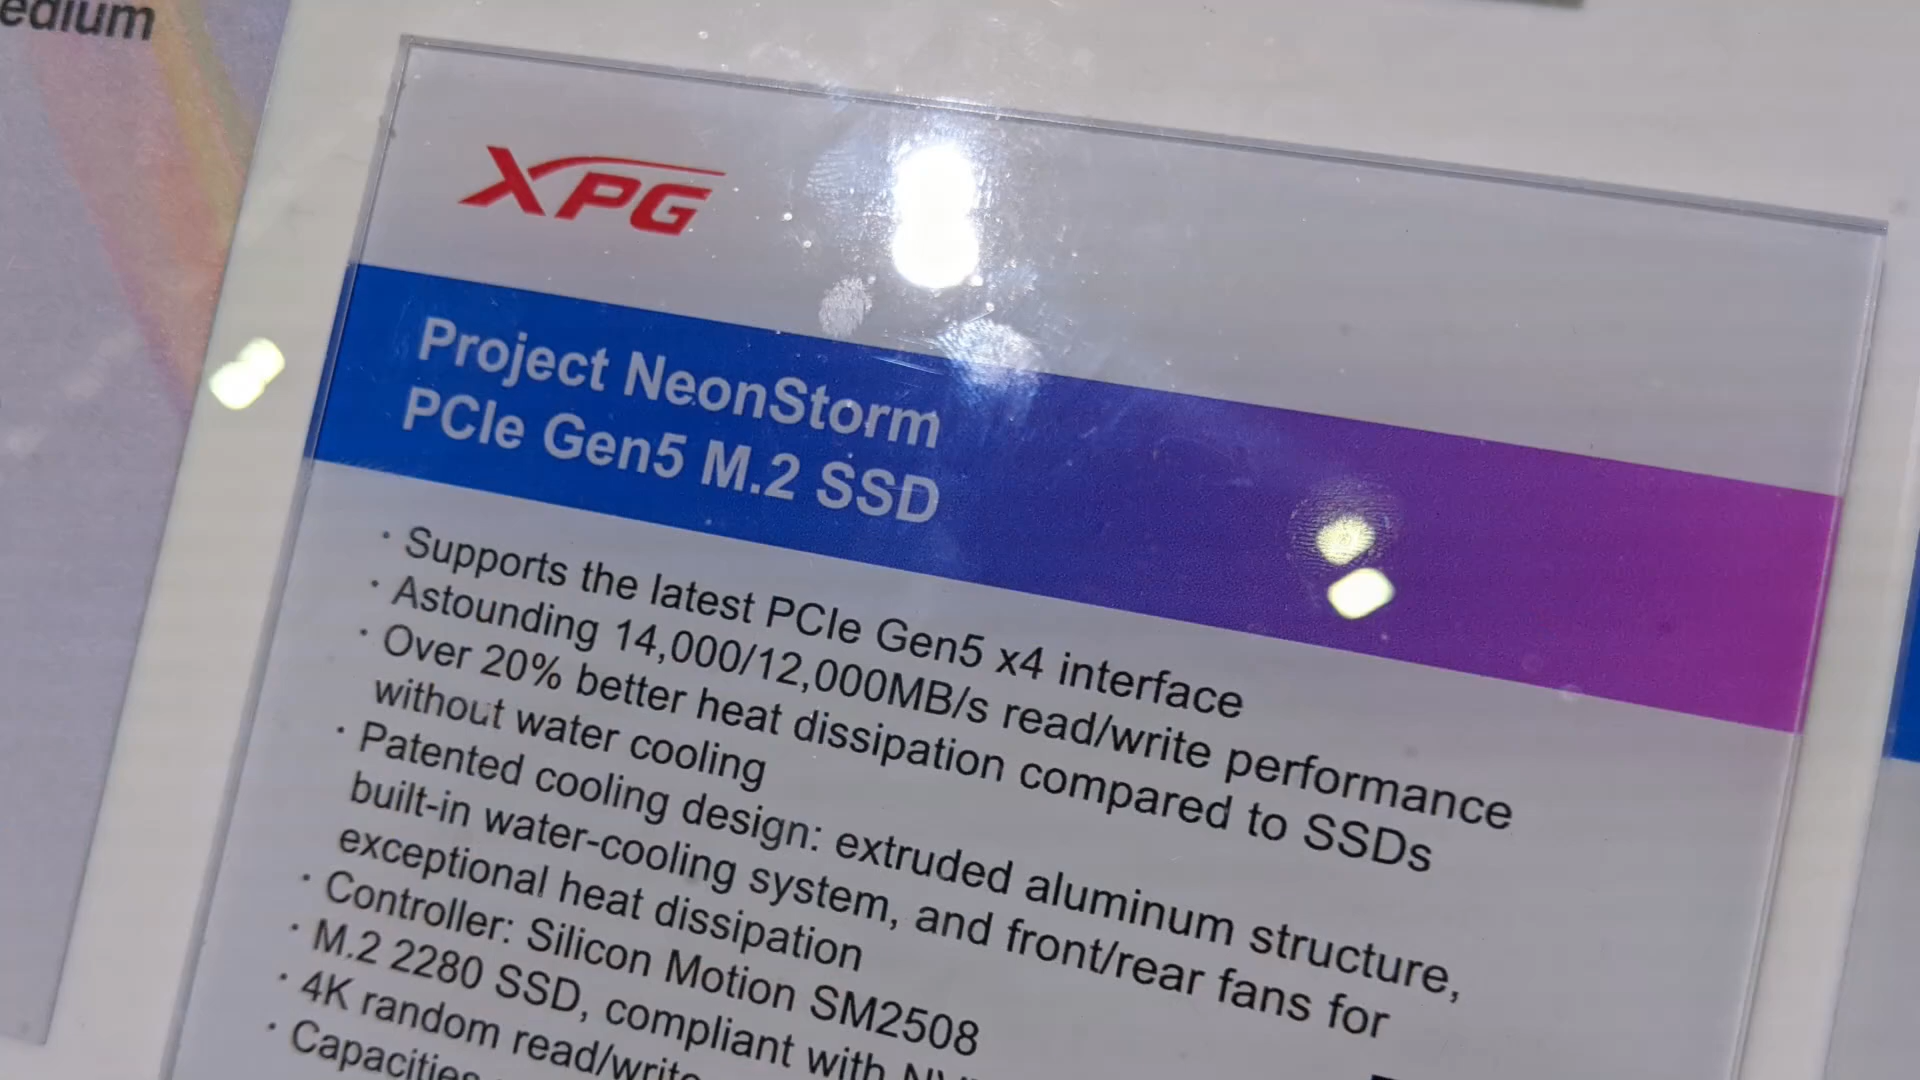 XPG
Project NeonStorm
PCIe Gen5 M.2 SSD
· Supports the latest PCIe Gen5 x4 interface
· Astounding 14,000/12,000MB/s read/write performance
· Over 20% better heat dissipation compared to SSDs
without water cooling
· Patented cooling design: extruded aluminum structure,
built-in water-cooling system, and front/rear fans for
exceptional heat dissipation
· Controller: Silicon Motion SM2508
· M.2 2280 SSD, compliant with
· 4K random read/write
· Capacities